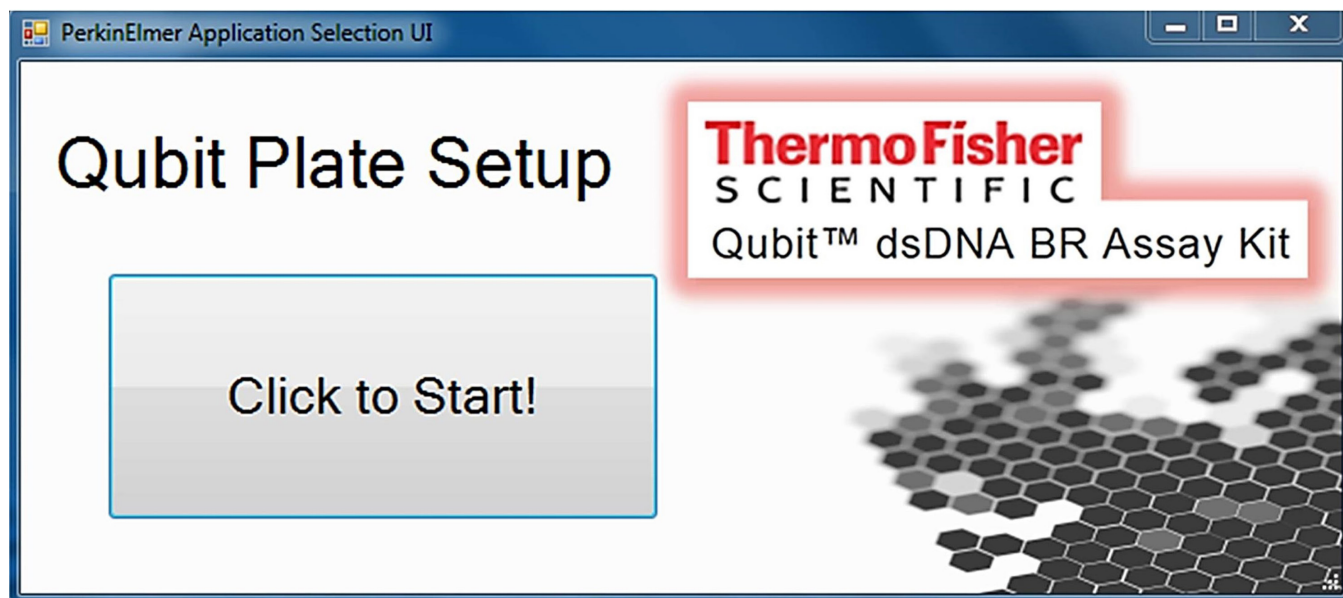 PerkinElmer Application Selection UI
Qubit Plate Setup
ThermoFisher
SCIENTIFIC
Qubit™ dsDNA BR Assay Kit
Click to Start!